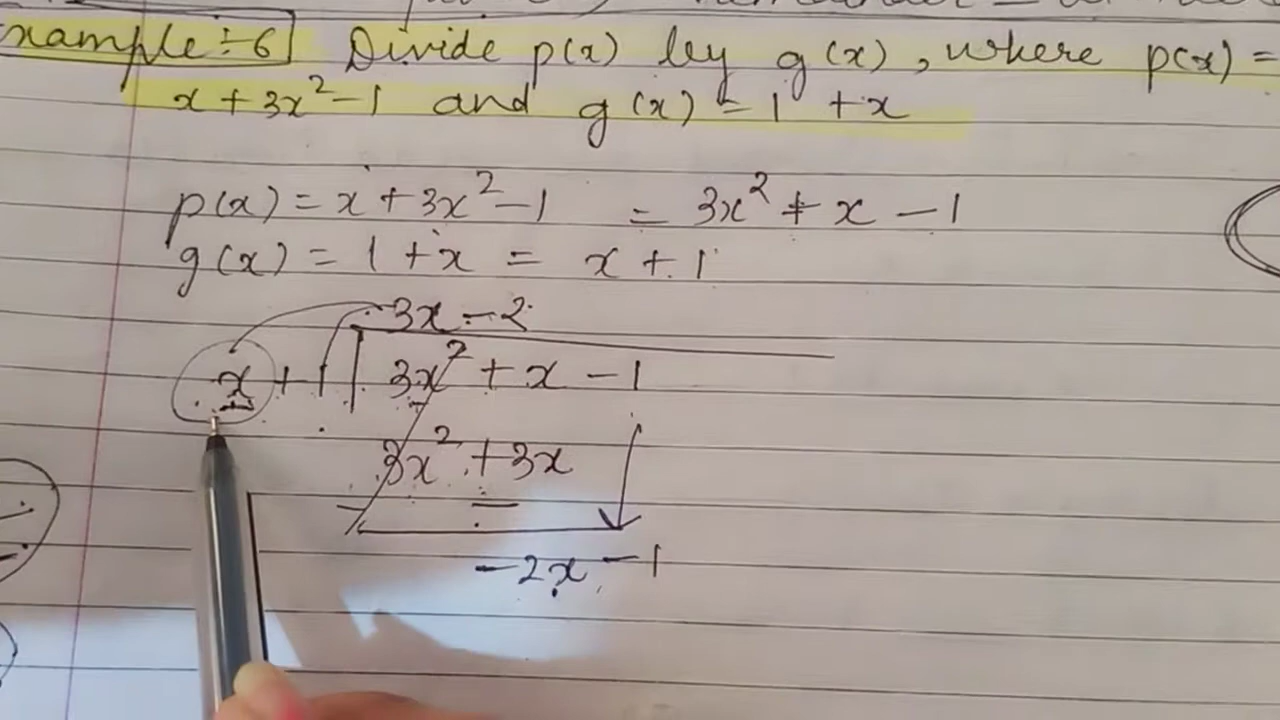 Example :- 6 Divide p(x) by g(x), where p(x) =
x + 3x² - 1 and g(x) = 1 + x
p(x) = x + 3x² - 1 = 3x² + x - 1
g(x) = 1 + x = x + 1
3x - 2
x + 1 3x² + x - 1
3x² + 3x
- -
-2x - 1